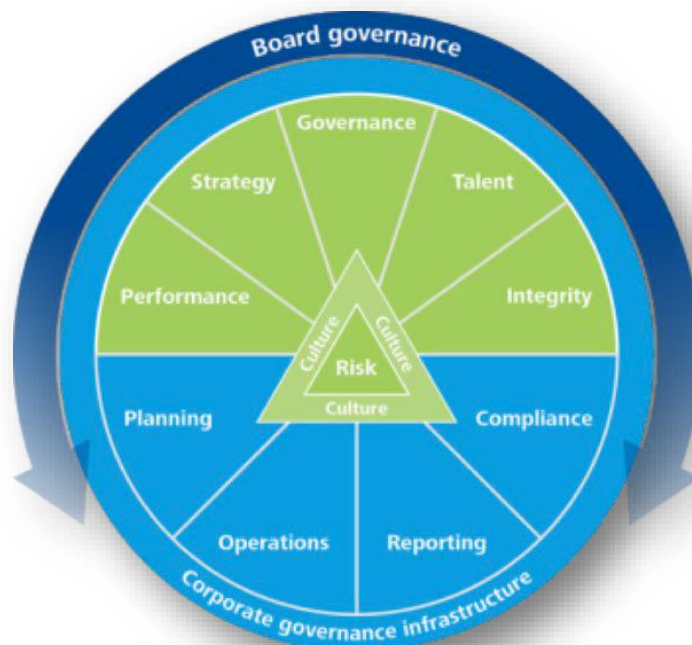 Board governance
Governance
Strategy
Talent
Performance
Integrity
Culture
Culture
Risk
Culture
Planning
Compliance
Operations
Reporting
Corporate governance infrastructure